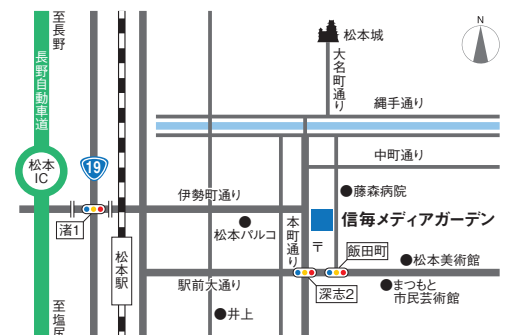 至長野
長野自動車道
松本
IC
19
至塩尻
渚1
松本駅
松本城
大名町通り
N
縄手通り
中町通り
伊勢町通り
藤森病院
信毎メディアガーデン
松本パルコ
本町通り
〒
飯田町
松本美術館
駅前大通り
深志2
まつもと
市民芸術館
井上